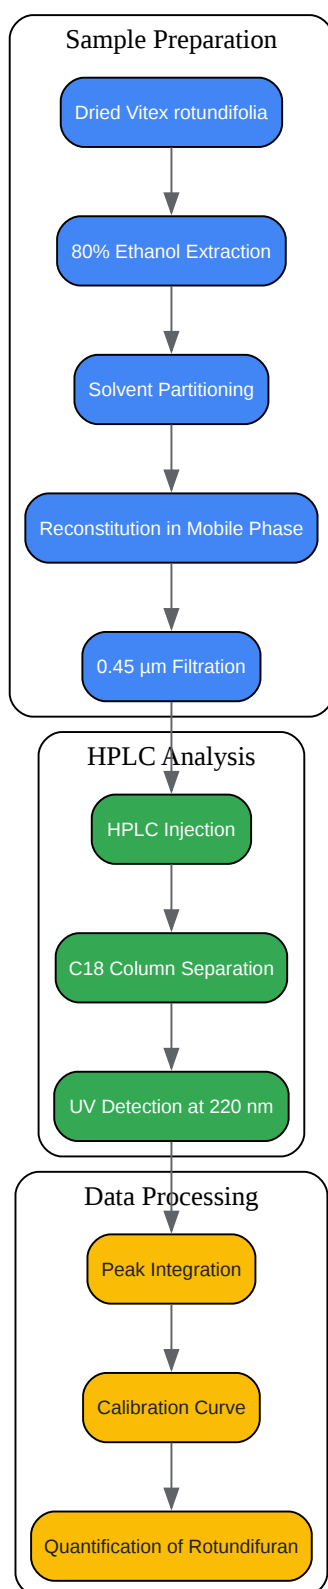 Sample Preparation
Dried Vitex rotundifolia
80% Ethanol Extraction
Solvent Partitioning
Reconstitution in Mobile Phase
0.45 µm Filtration
HPLC Analysis
HPLC Injection
C18 Column Separation
UV Detection at 220 nm
Data Processing
Peak Integration
Calibration Curve
Quantification of Rotundifuran